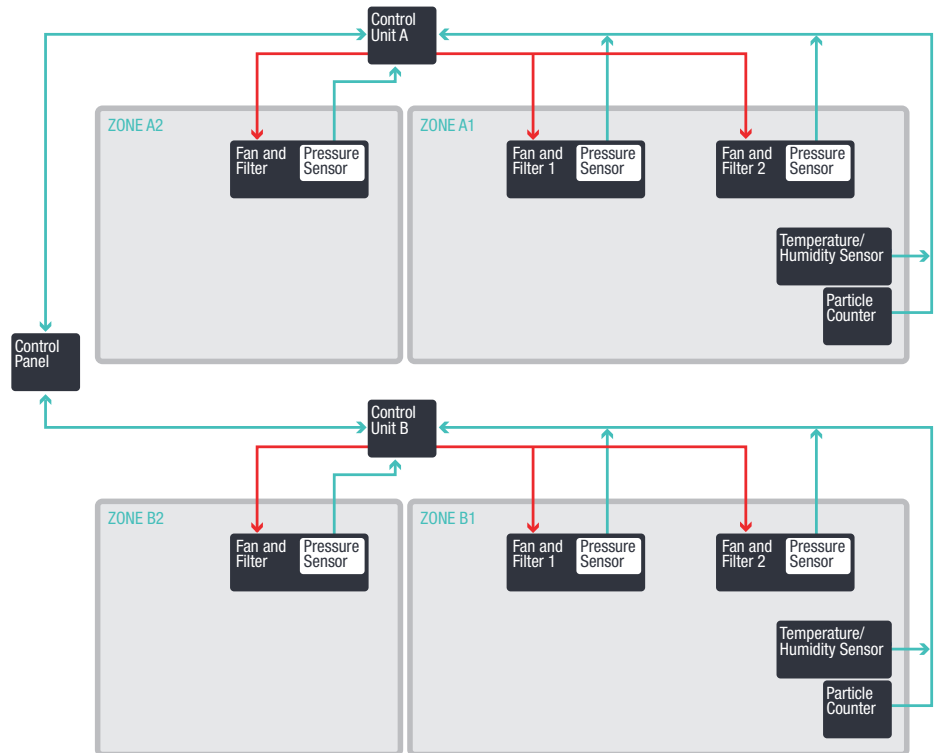 Control
Unit A
ZONE A2
Fan and
Filter
Pressure
Sensor
ZONE A1
Fan and
Filter 1
Pressure
Sensor
Fan and
Filter 2
Pressure
Sensor
Temperature/
Humidity Sensor
Particle
Counter
Control
Panel
Control
Unit B
ZONE B2
Fan and
Filter
Pressure
Sensor
ZONE B1
Fan and
Filter 1
Pressure
Sensor
Fan and
Filter 2
Pressure
Sensor
Temperature/
Humidity Sensor
Particle
Counter